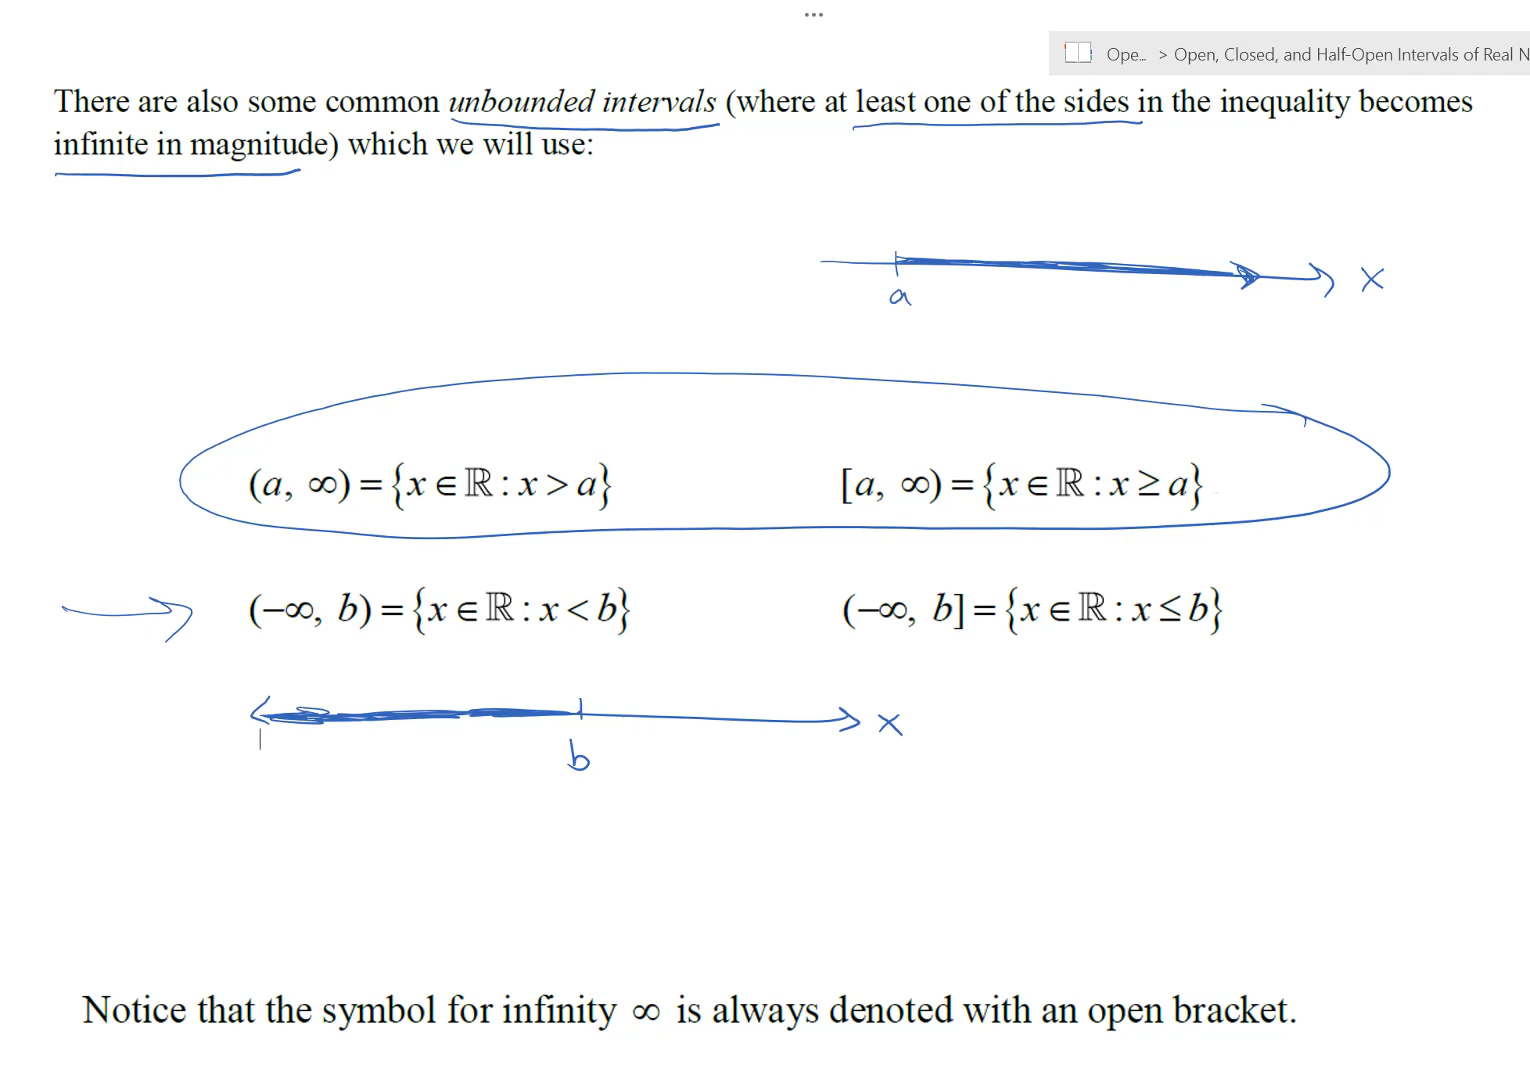 ...
Ope... > Open, Closed, and Half-Open Intervals of Real N
There are also some common unbounded intervals (where at least one of the sides in the inequality becomes
infinite in magnitude) which we will use:
a x
(a, ∞) = {x ∈ ℝ : x > a} [a, ∞) = {x ∈ ℝ : x ≥ a}
(−∞, b) = {x ∈ ℝ : x < b} (−∞, b] = {x ∈ ℝ : x ≤ b}
b x
Notice that the symbol for infinity ∞ is always denoted with an open bracket.